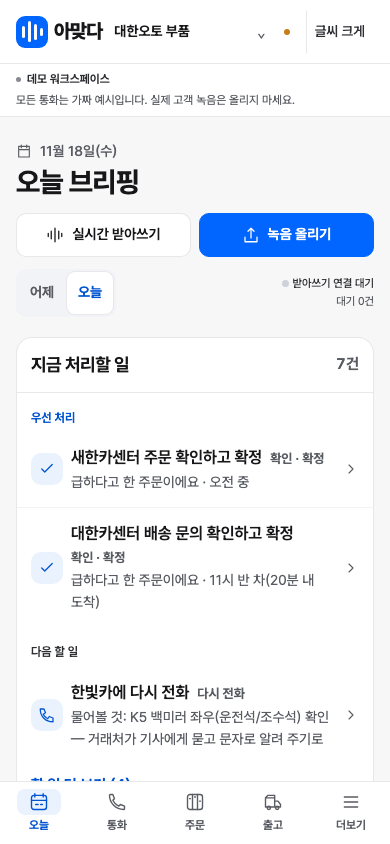 아맞다 대한오토 부품 글씨 크게
데모 워크스페이스
모든 통화는 가짜 예시입니다. 실제 고객 녹음은 올리지 마세요.
11월 18일(수)
오늘 브리핑
실시간 받아쓰기 녹음 올리기
어제 오늘 받아쓰기 연결 대기
대기 0건
지금 처리할 일 7건
우선 처리
새한카센터 주문 확인하고 확정 확인 · 확정
급하다고 한 주문이에요 · 오전 중
대한카센터 배송 문의 확인하고 확정
확인 · 확정
급하다고 한 주문이에요 · 11시 반 차(20분 내
도착)
다음 할 일
한빛카에 다시 전화 다시 전화
물어볼 것: K5 백미러 좌우(운전석/조수석) 확인
— 거래처가 기사에게 묻고 문자로 알려 주기로
오늘 통화 주문 출고 더보기